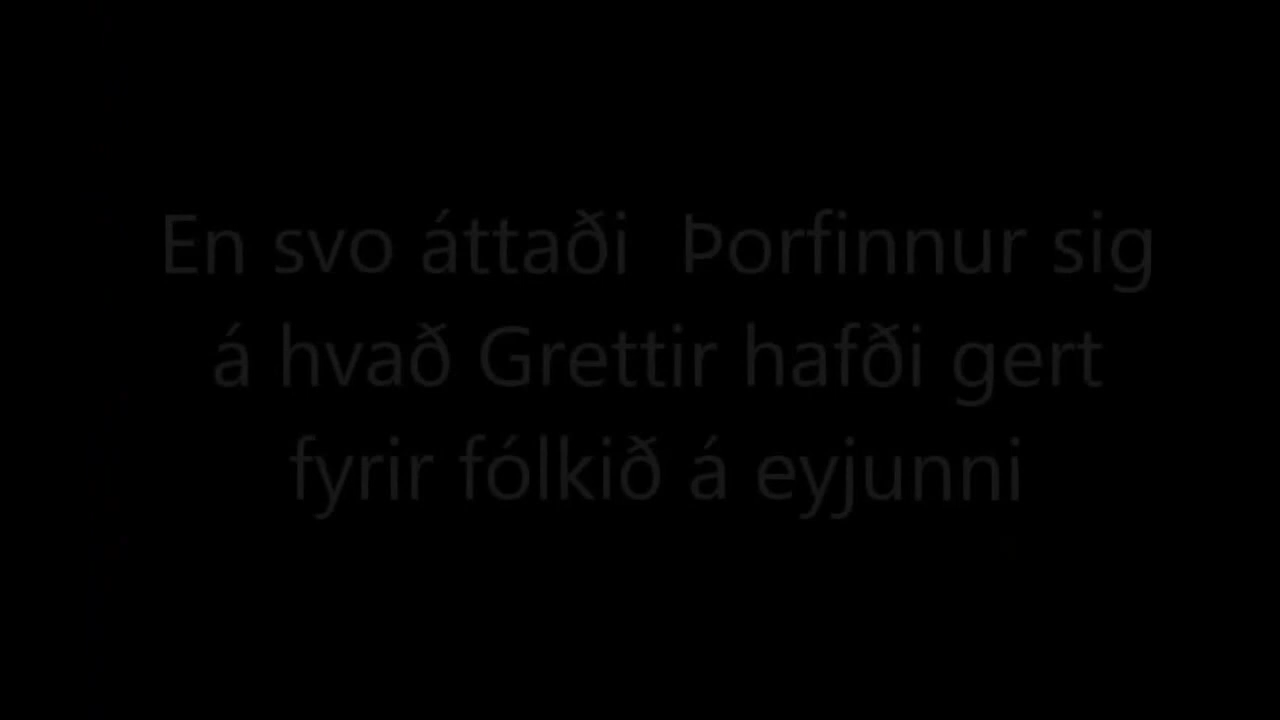 En svo áttaði  Þorfinnur sig
á hvað Grettir hafði gert
fyrir fólkið á eyjunni